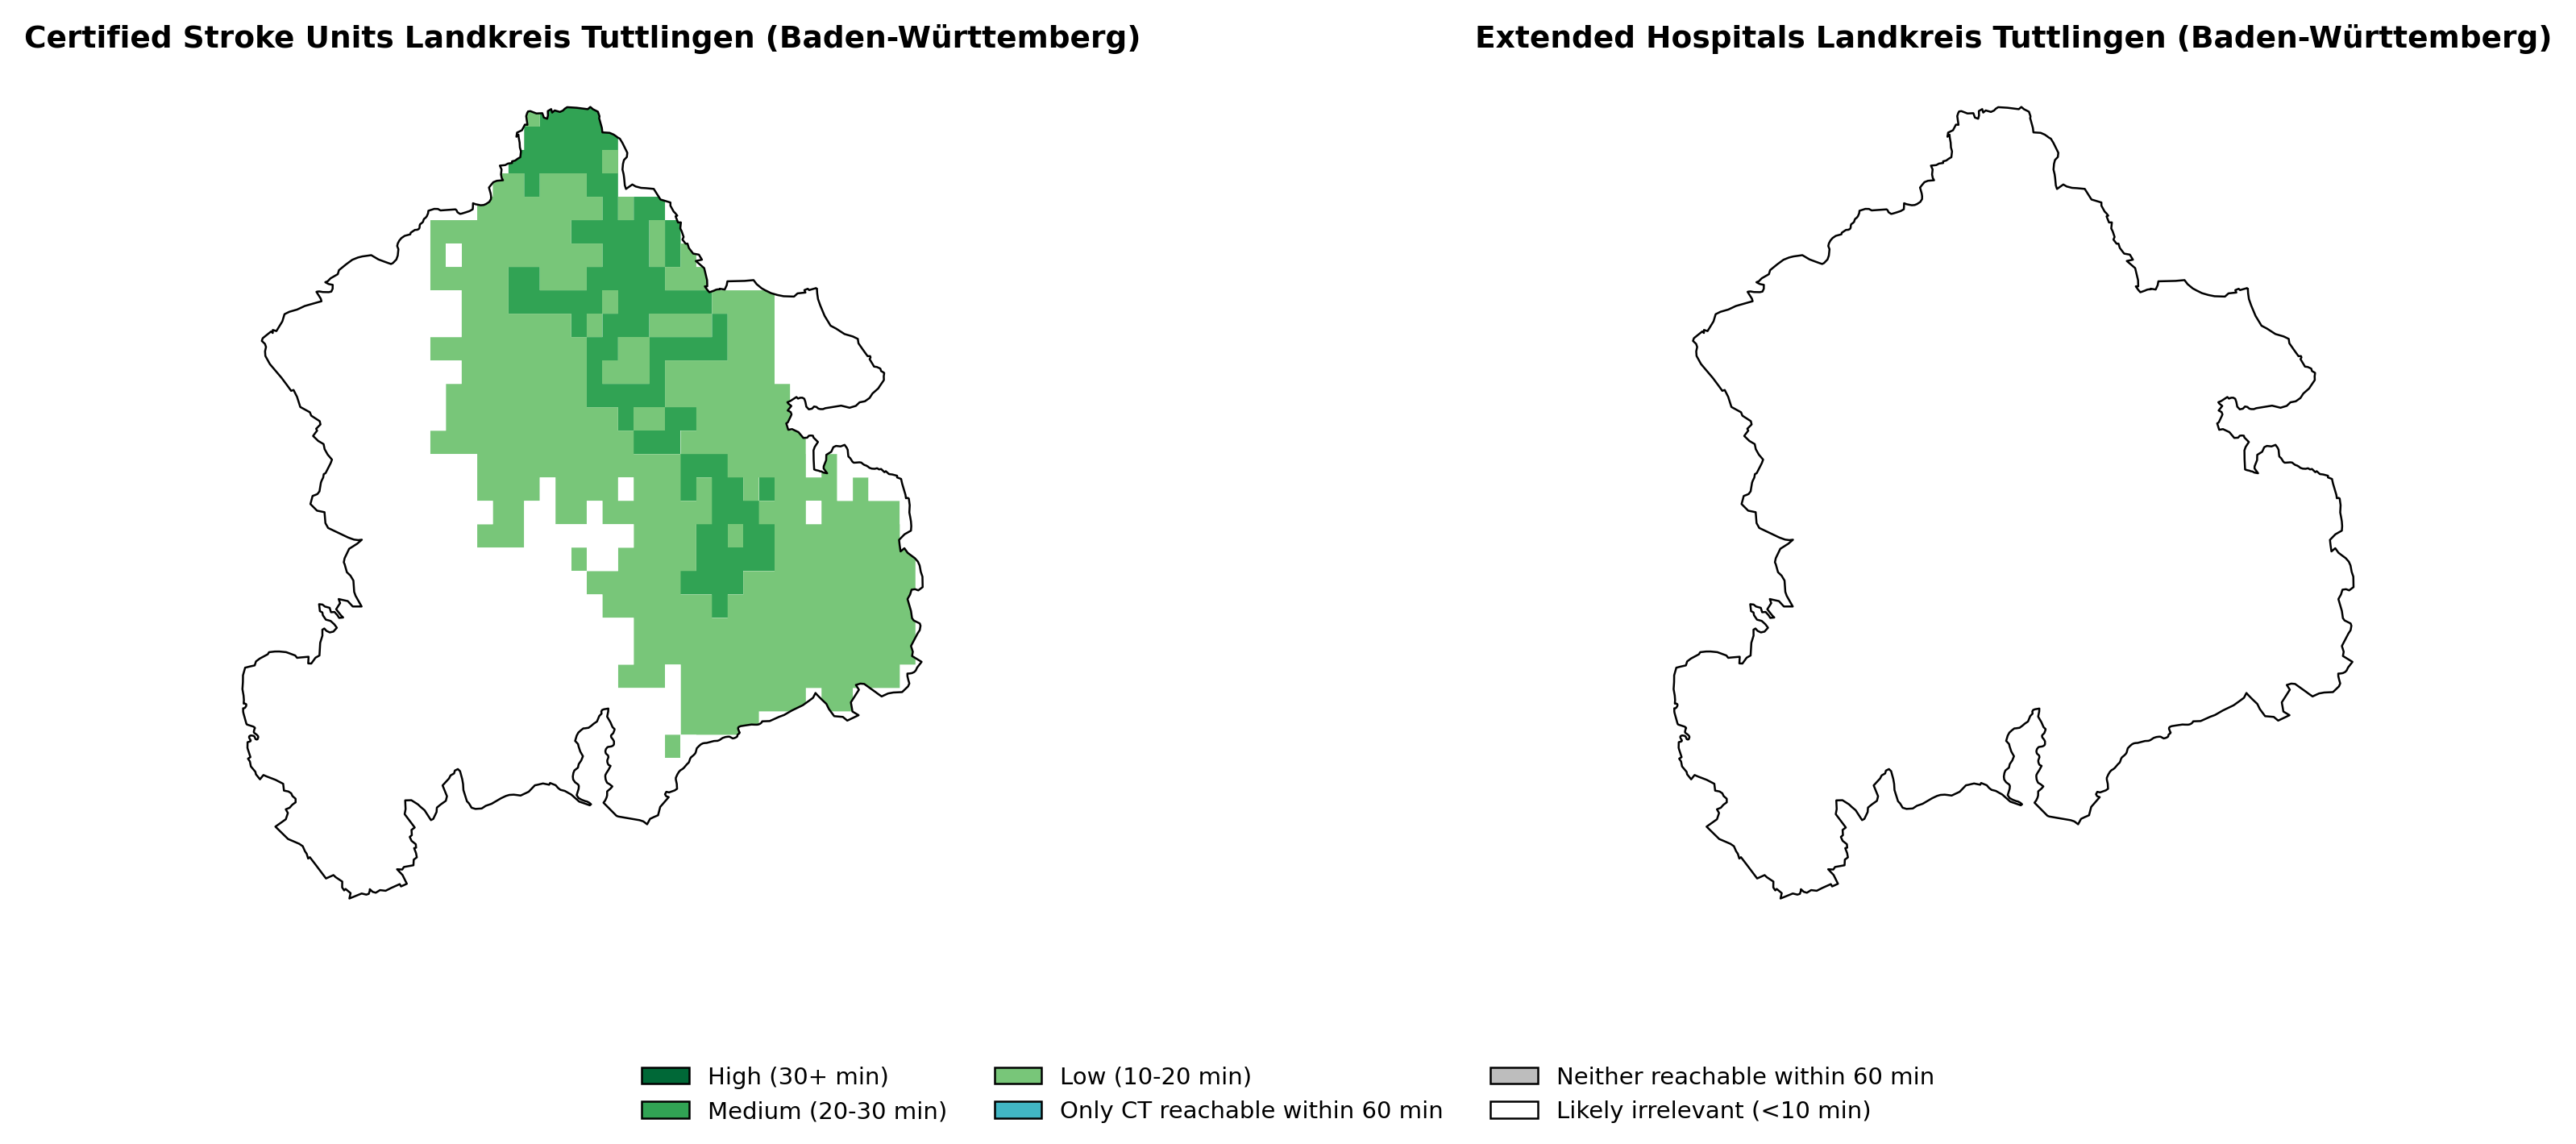 Certified Stroke Units Landkreis Tuttlingen (Baden-Württemberg)
Extended Hospitals Landkreis Tuttlingen (Baden-Württemberg)
High (30+ min)
Medium (20-30 min)
Low (10-20 min)
Only CT reachable within 60 min
Neither reachable within 60 min
Likely irrelevant (<10 min)